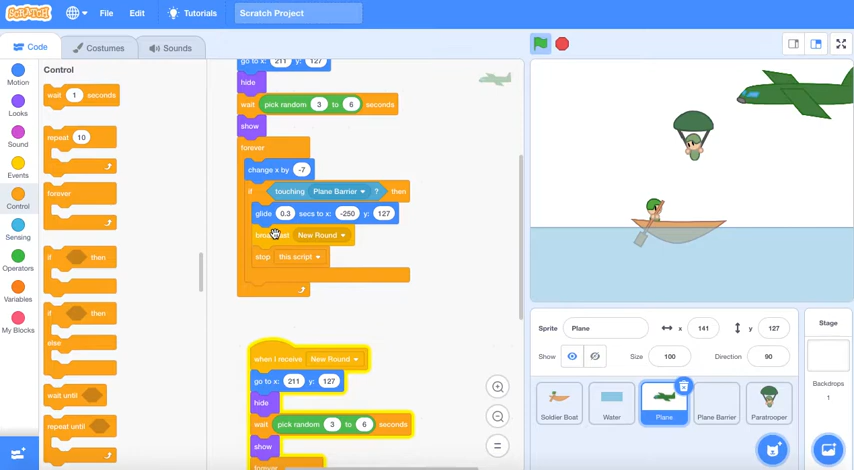 SCRATCH File Edit Tutorials Scratch Project
Code Costumes Sounds
Motion
Looks
Sound
Events
Control
Sensing
Operators
Variables
My Blocks
Control
wait 1 seconds
repeat 10
forever
if then
if then
else
wait until
repeat until
go to x: 211 y: 127
hide
wait pick random 3 to 6 seconds
show
forever
change x by -7
if touching Plane Barrier ? then
glide 0.3 secs to x: -250 y: 127
New Round
stop this script
when I receive New Round
go to x: 211 y: 127
hide
wait pick random 3 to 6 seconds
show
forever
Sprite Plane x 141 y 127
Show Size 100 Direction 90
Soldier Boat Water Plane Plane Barrier Paratrooper
Stage
Backdrops
1